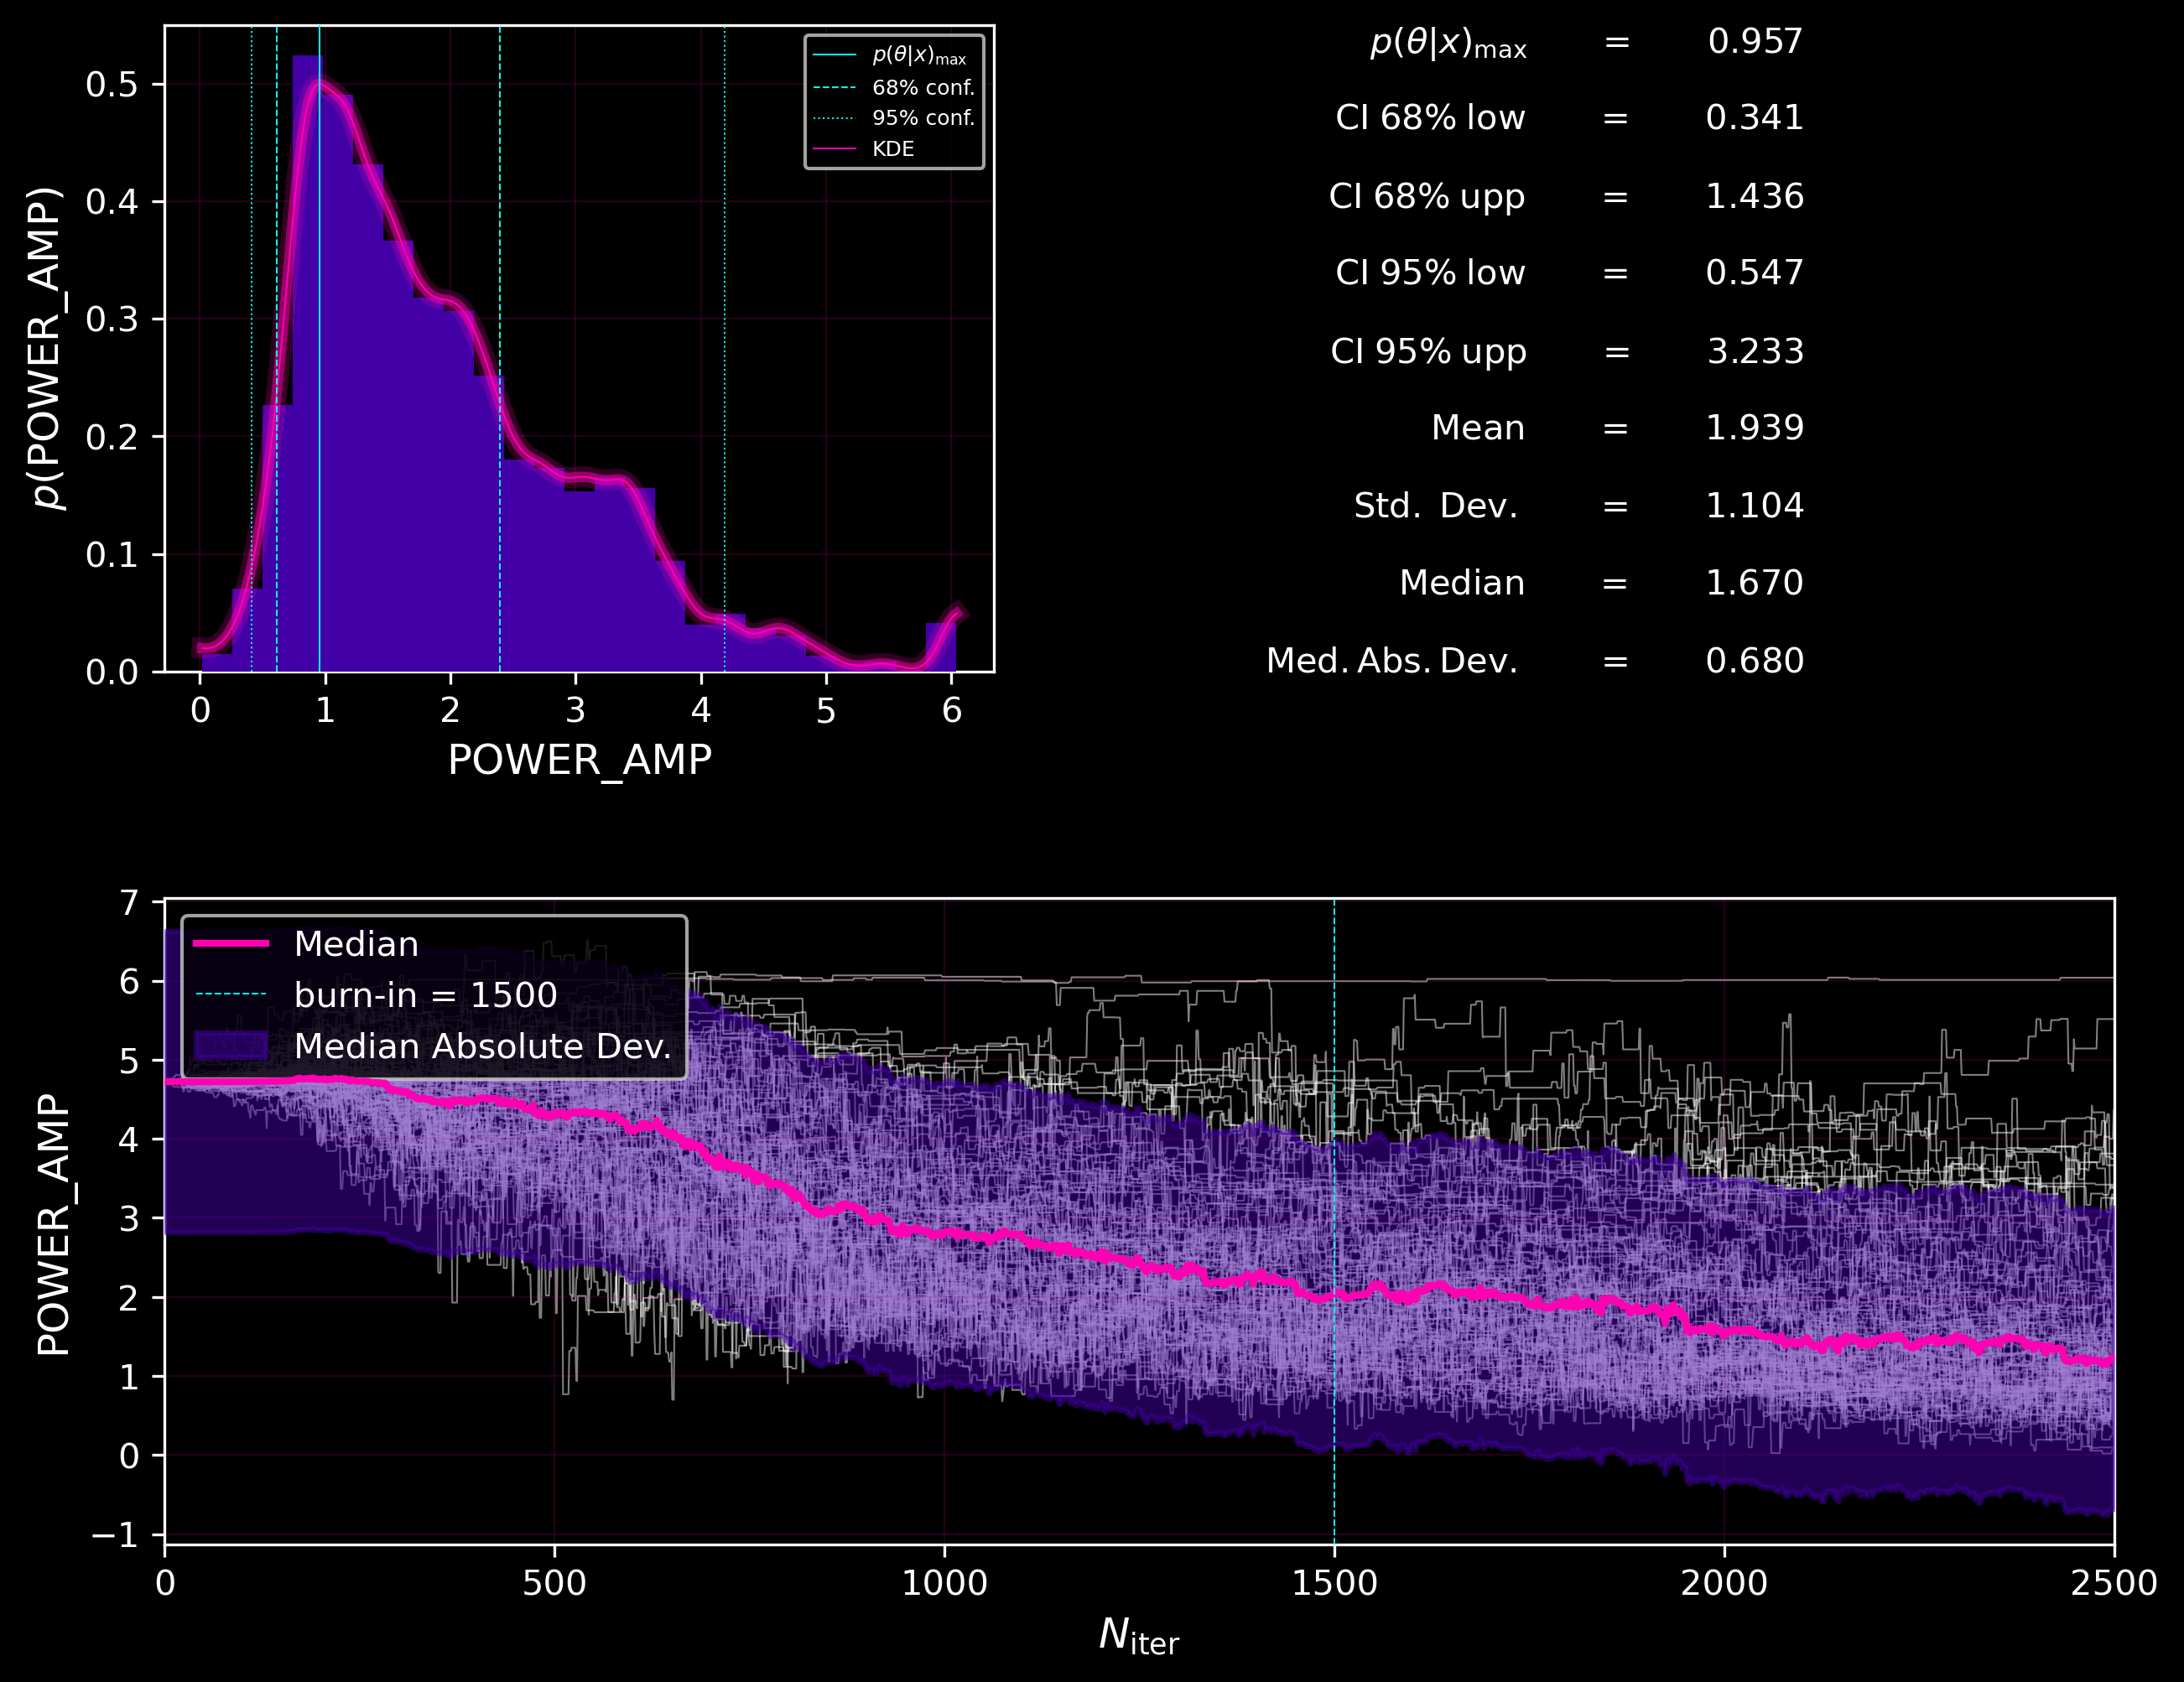 p(θ|x)max
68% conf.
95% conf.
KDE
0.5
0.4
0.3
0.2
0.1
0.0
p(POWER_AMP)
0 1 2 3 4 5 6
POWER_AMP
p(θ|x)max = 0.957
CI 68% low = 0.341
CI 68% upp = 1.436
CI 95% low = 0.547
CI 95% upp = 3.233
Mean = 1.939
Std. Dev. = 1.104
Median = 1.670
Med. Abs. Dev. = 0.680
Median
burn-in = 1500
Median Absolute Dev.
7
6
5
4
3
2
1
0
−1
POWER_AMP
0 500 1000 1500 2000 2500
Niter